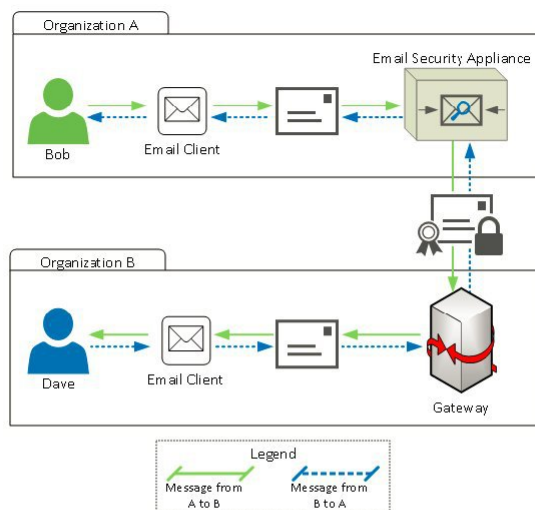 Organization A
Email Security Appliance
Bob
Email Client
Organization B
Dave
Email Client
Gateway
Legend
Message from
A to B
Message from
B to A